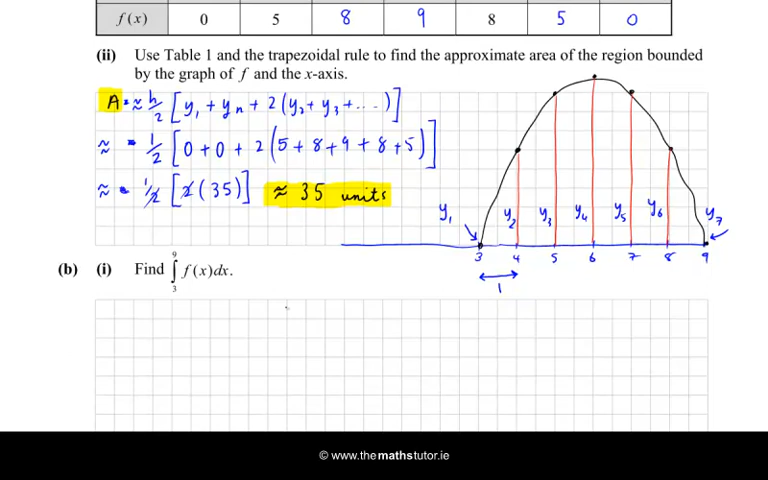 f(x) 0 5 8 9 8 5 0
(ii) Use Table 1 and the trapezoidal rule to find the approximate area of the region bounded
by the graph of f and the x-axis.
A ≈ h/2 [y₁ + yₙ + 2(y₂ + y₃ + ...)]
≈ 1/2 [0 + 0 + 2(5 + 8 + 9 + 8 + 5)]
≈ 1/2 [2(35)] ≈ 35 units
y₁ y₂ y₃ y₄ y₅ y₆ y₇
3 4 5 6 7 8 9
1
(b) (i) Find ∫₃⁹ f(x)dx.
© www.themathstutor.ie